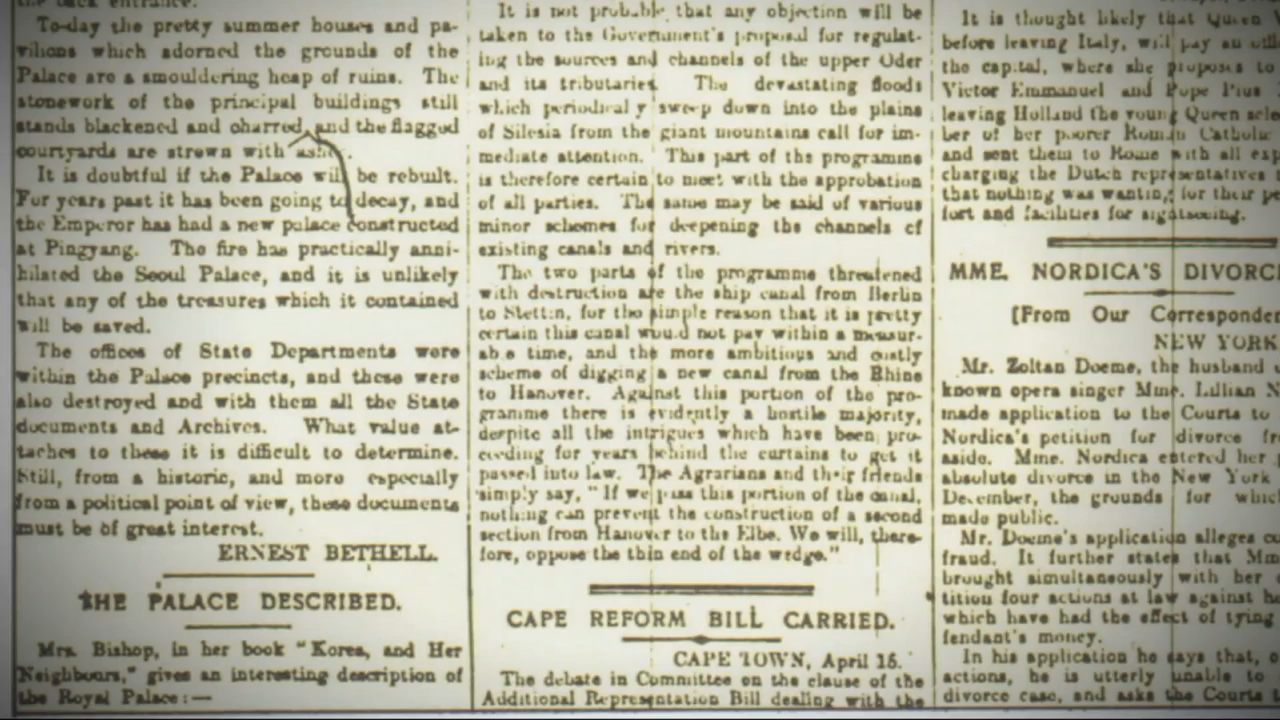 the back entrance.
To-day the pretty summer houses and pa-
vilions which adorned the grounds of the
Palace are a smouldering heap of ruins. The
stonework of the principal buildings still
stands blackened and charred, and the flagged
courtyards are strewn with ashes.
It is doubtful if the Palace will be rebuilt.
For years past it has been going to decay, and
the Emperor has had a new palace constructed
at Pingyang. The fire has practically anni-
hilated the Seoul Palace, and it is unlikely
that any of the treasures which it contained
will be saved.
The offices of State Departments were
within the Palace precincts, and these were
also destroyed and with them all the State
documents and Archives. What value at-
taches to these it is difficult to determine.
Still, from a historic, and more especially
from a political point of view, these documents
must be of great interest.
ERNEST BETHELL.
THE PALACE DESCRIBED.
Mrs. Bishop, in her book "Korea, and Her
Neighbours," gives an interesting description of
the Royal Palace:—
It is not probable that any objection will be
taken to the Government's proposal for regulat-
ing the sources and channels of the upper Oder
and its tributaries. The devastating floods
which periodically sweep down into the plains
of Silesia from the giant mountains call for im-
mediate attention. This part of the programme
is therefore certain to meet with the approbation
of all parties. The same may be said of various
minor schemes for deepening the channels of
existing canals and rivers.
The two parts of the programme threatened
with destruction are the ship canal from Berlin
to Stettin, for the simple reason that it is pretty
certain this canal would not pay within a measur-
able time, and the more ambitious and costly
scheme of digging a new canal from the Rhine
to Hanover. Against this portion of the pro-
gramme there is evidently a hostile majority,
despite all the intrigues which have been pro-
ceeding for years behind the curtains to get it
passed into law. The Agrarians and their friends
simply say, "If we pass this portion of the canal,
nothing can prevent the construction of a second
section from Hanover to the Elbe. We will, there-
fore, oppose the thin end of the wedge."
CAPE REFORM BILL CARRIED.
CAPE TOWN, April 15.
The debate in Committee on the clause of the
Additional Representation Bill dealing with the
It is thought likely that Queen
before leaving Italy, will pay an
the capital, where she proposes to
Victor Emmanuel and Pope Pius
leaving Holland the young Queen
ber of her poorer Roman Catholic
and sent them to Rome with all
charging the Dutch representatives
that nothing was wanting for their
fort and facilities for sightseeing.
MME. NORDICA'S DIVORC
[From Our Corresponden
NEW YORK
Mr. Zoltan Doeme, the husband
known opera singer Mme. Lillian N
made application to the Courts to
Nordica's petition for divorce
aside. Mme. Nordica entered her
absolute divorce in the New York
December, the grounds for
made public.
Mr. Doeme's application alleges
fraud. It further states that
brought simultaneously with her
tition four actions at law against
which have had the effect of tying
fendant's money.
In his application he says that,
actions, he is utterly unable to
divorce case, and asks the Courts